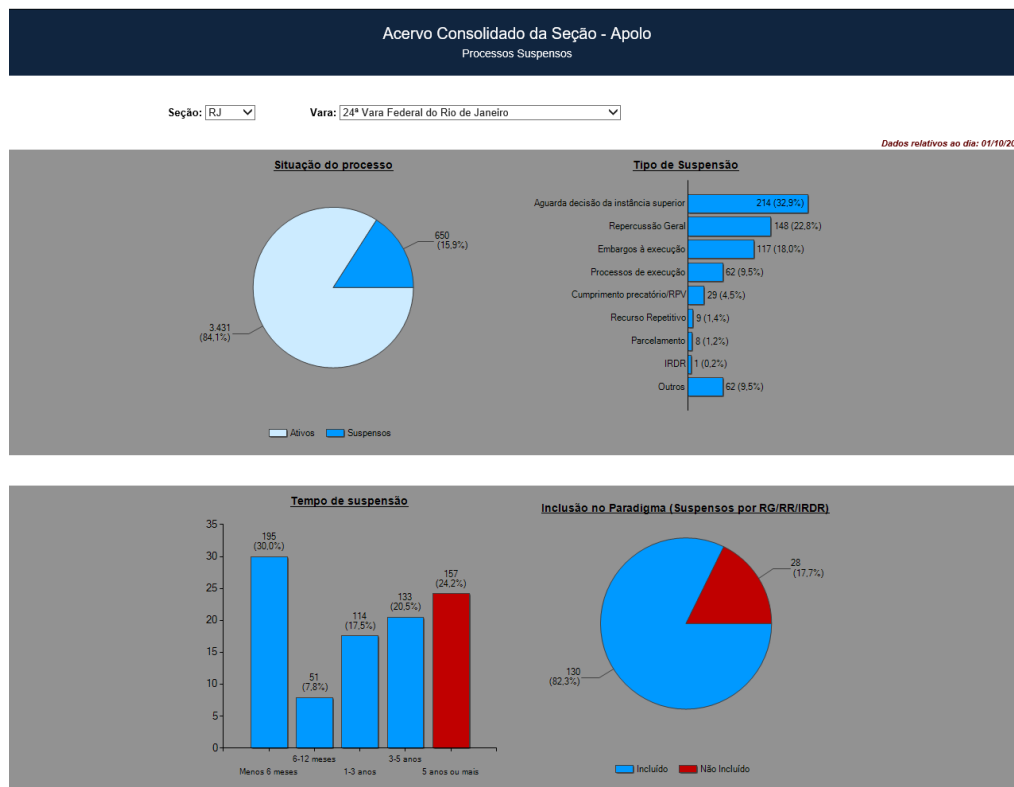 Acervo Consolidado da Seção - Apolo
Processos Suspensos
Seção: RJ Vara: 24ª Vara Federal do Rio de Janeiro
Dados relativos ao dia: 01/10/20
Situação do processo
650
(15,9%)
3.431
(84,1%)
Ativos Suspensos
Tipo de Suspensão
Aguarda decisão da instância superior 214 (32,9%)
Repercussão Geral 148 (22,8%)
Embargos à execução 117 (18,0%)
Processos de execução 62 (9,5%)
Cumprimento precatório/RPV 29 (4,5%)
Recurso Repetitivo 9 (1,4%)
Parcelamento 8 (1,2%)
IRDR 1 (0,2%)
Outros 62 (9,5%)
Tempo de suspensão
35
30
25
20
15
10
5
0
195
(30,0%)
51
(7,8%)
114
(17,5%)
133
(20,5%)
157
(24,2%)
6-12 meses 3-5 anos
Menos 6 meses 1-3 anos 5 anos ou mais
Inclusão no Paradigma (Suspensos por RG/RR/IRDR)
28
(17,7%)
130
(82,3%)
Incluído Não Incluído